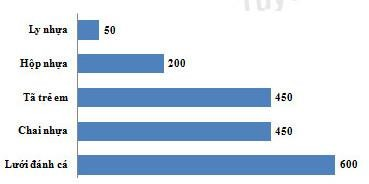 Ly nhựa 50
Hộp nhựa 200
Tã trẻ em 450
Chai nhựa 450
Lưới đánh cá 600